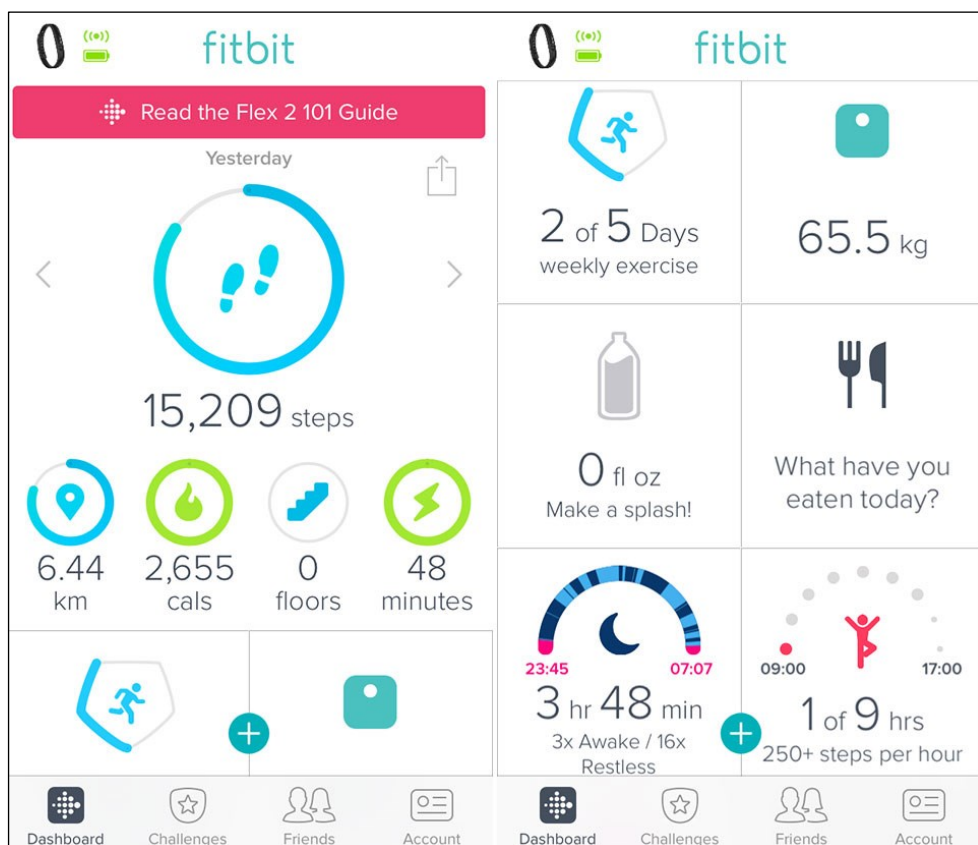 fitbit
Read the Flex 2 101 Guide
Yesterday
15,209 steps
6.44
km
2,655
cals
0
floors
48
minutes
Dashboard
Challenges
Friends
Account
fitbit
2 of 5 Days
weekly exercise
65.5 kg
0 fl oz
Make a splash!
What have you
eaten today?
23:45
07:07
3 hr 48 min
3x Awake / 16x
Restless
09:00
17:00
1 of 9 hrs
250+ steps per hour
Dashboard
Challenges
Friends
Account